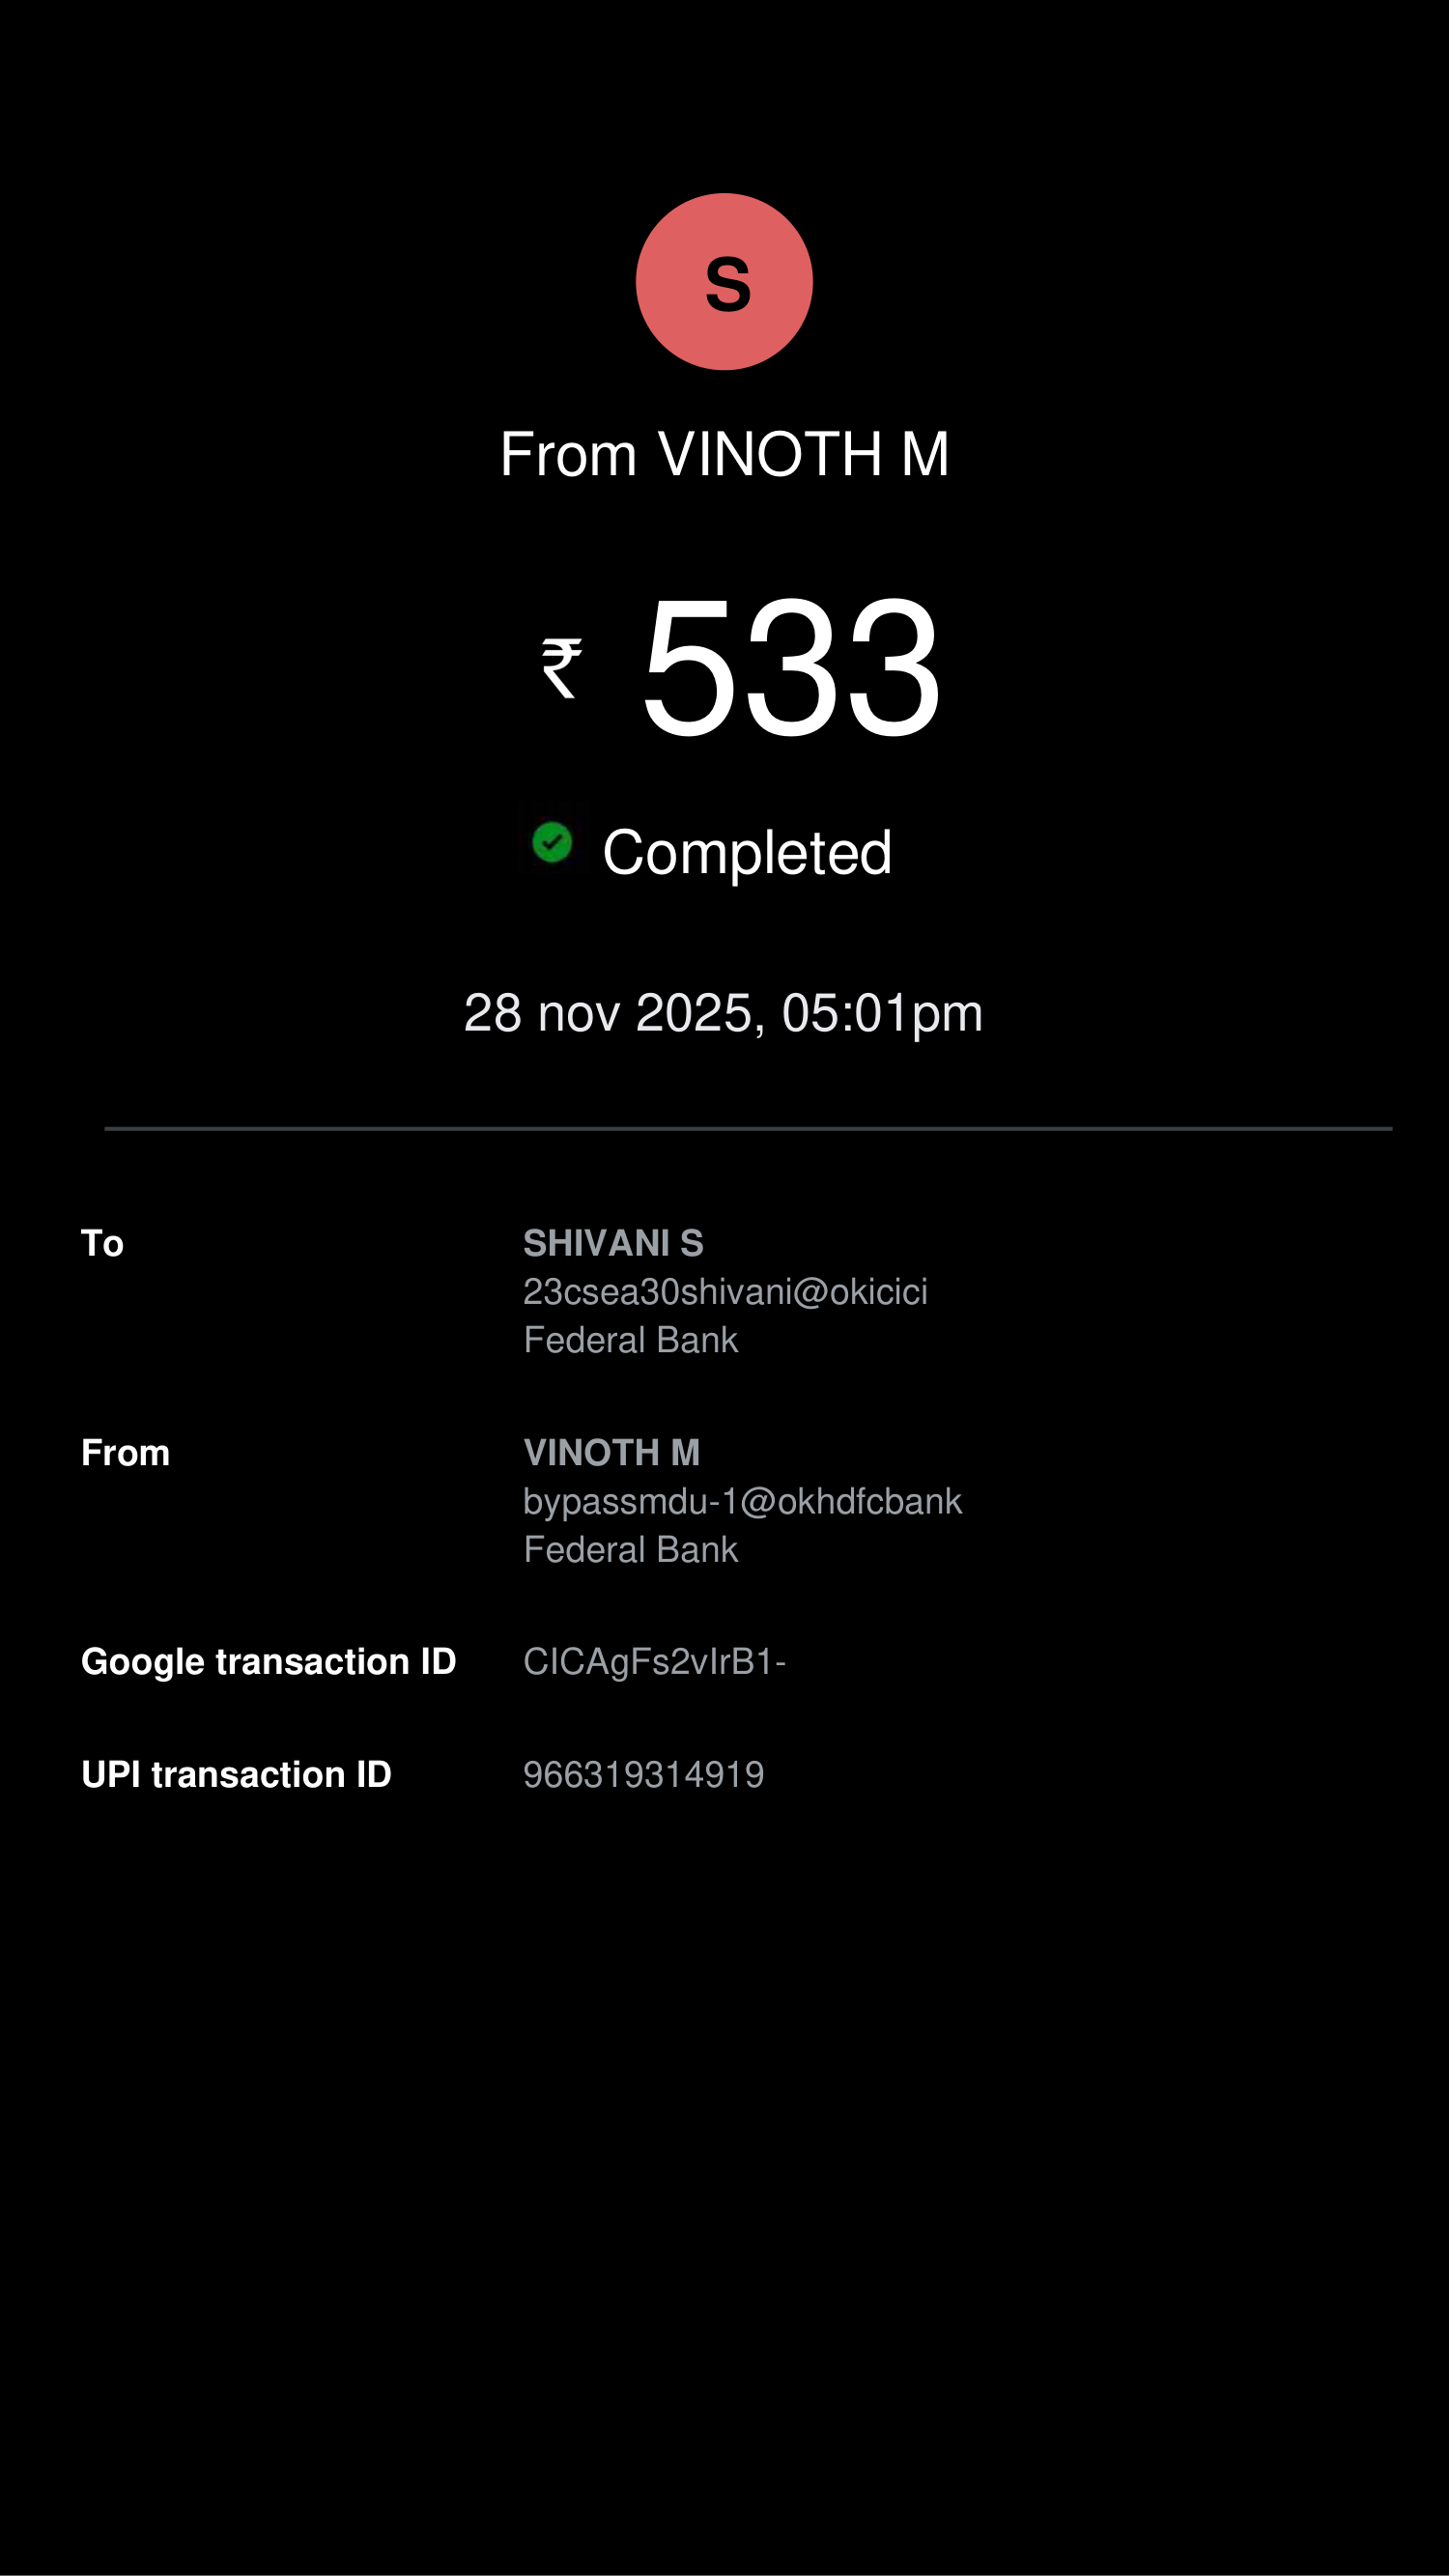 S
From VINOTH M
₹ 533
Completed
28 nov 2025, 05:01pm
To
SHIVANI S
23csea30shivani@okicici
Federal Bank
From
VINOTH M
bypassmdu-1@okhdfcbank
Federal Bank
Google transaction ID
CICAgFs2vIrB1-
UPI transaction ID
966319314919